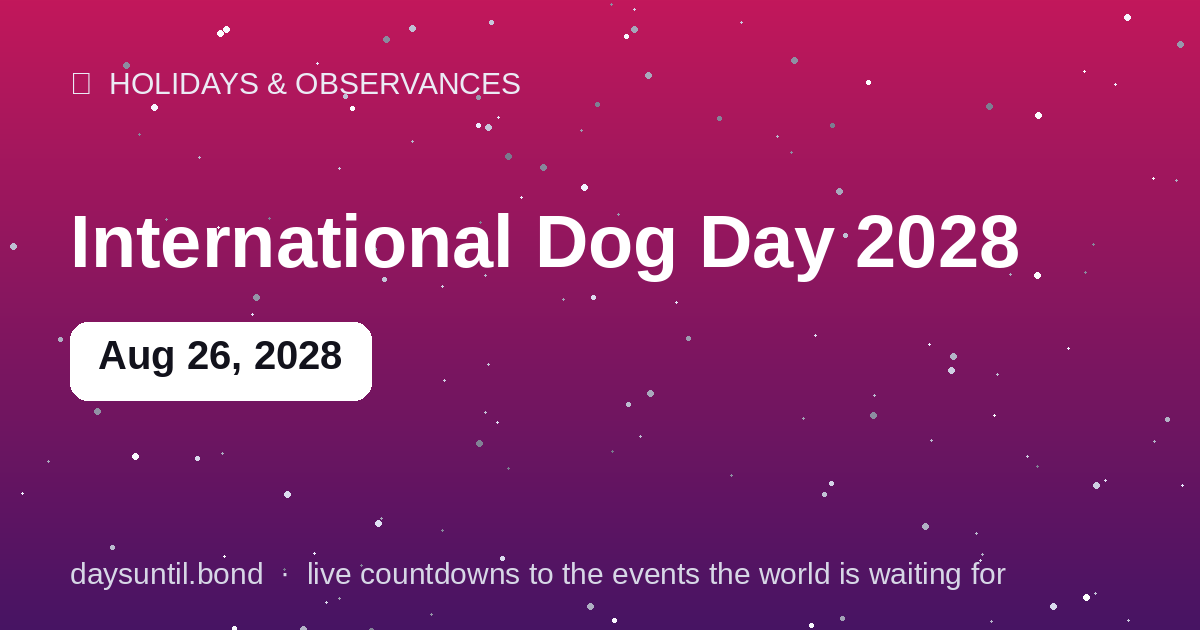 HOLIDAYS & OBSERVANCES
International Dog Day 2028
Aug 26, 2028
daysuntil.bond · live countdowns to the events the world is waiting for